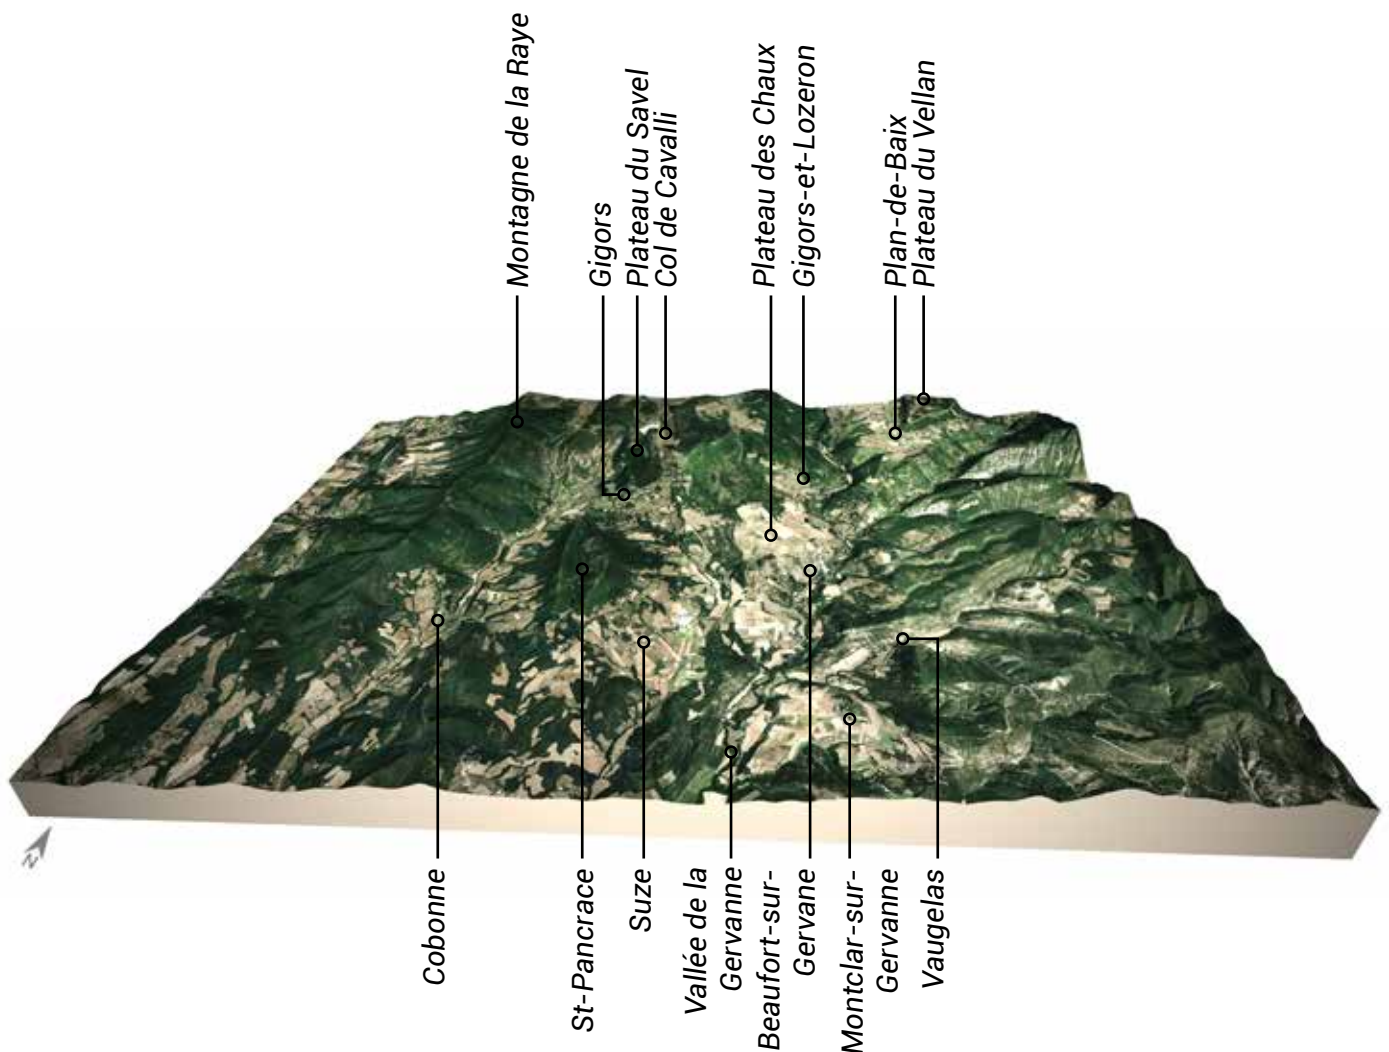 Montagne de la Raye
Gigors
Plateau du Savel
Col de Cavalli
Plateau des Chaux
Gigors-et-Lozeron
Plan-de-Baix
Plateau du Vellan
N
Cobonne
St-Pancrace
Suze
Vallée de la
Gervanne
Beaufort-sur-
Gervane
Montclar-sur-
Gervanne
Vaugelas